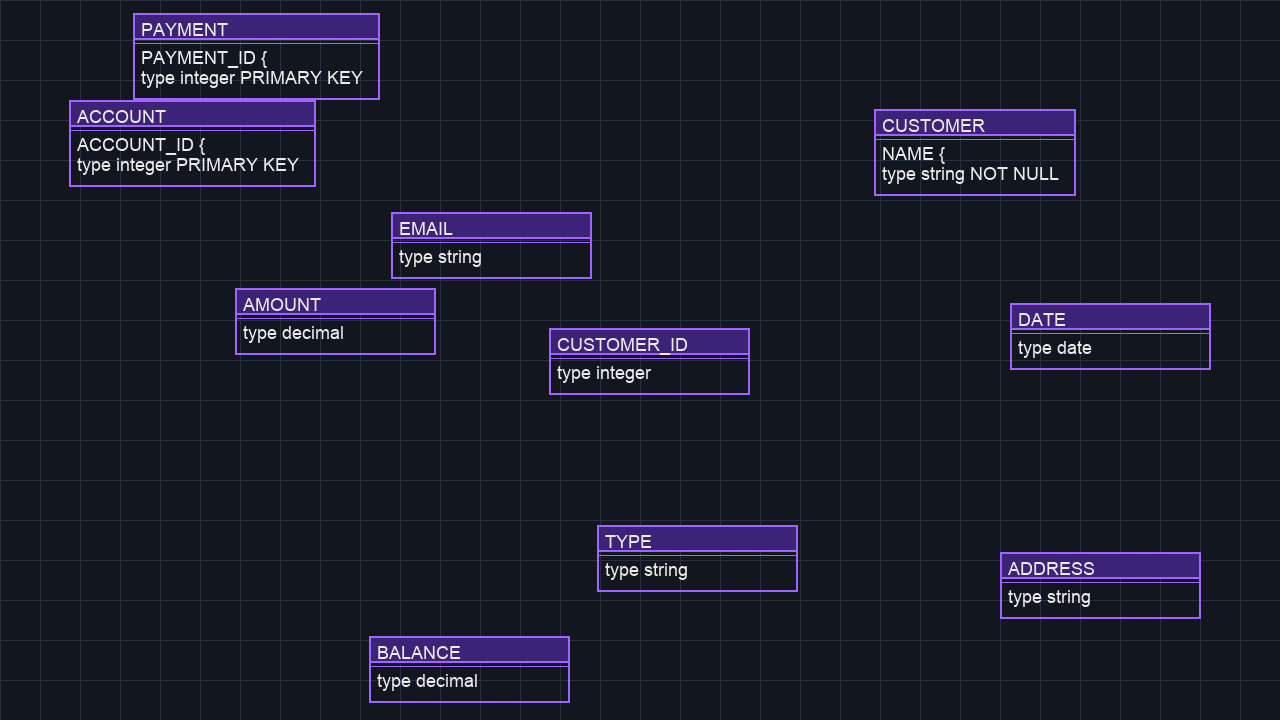 PAYMENT
PAYMENT_ID {
type integer PRIMARY KEY
ACCOUNT
ACCOUNT_ID {
type integer PRIMARY KEY
CUSTOMER
NAME {
type string NOT NULL
EMAIL
type string
AMOUNT
type decimal
CUSTOMER_ID
type integer
DATE
type date
TYPE
type string
ADDRESS
type string
BALANCE
type decimal